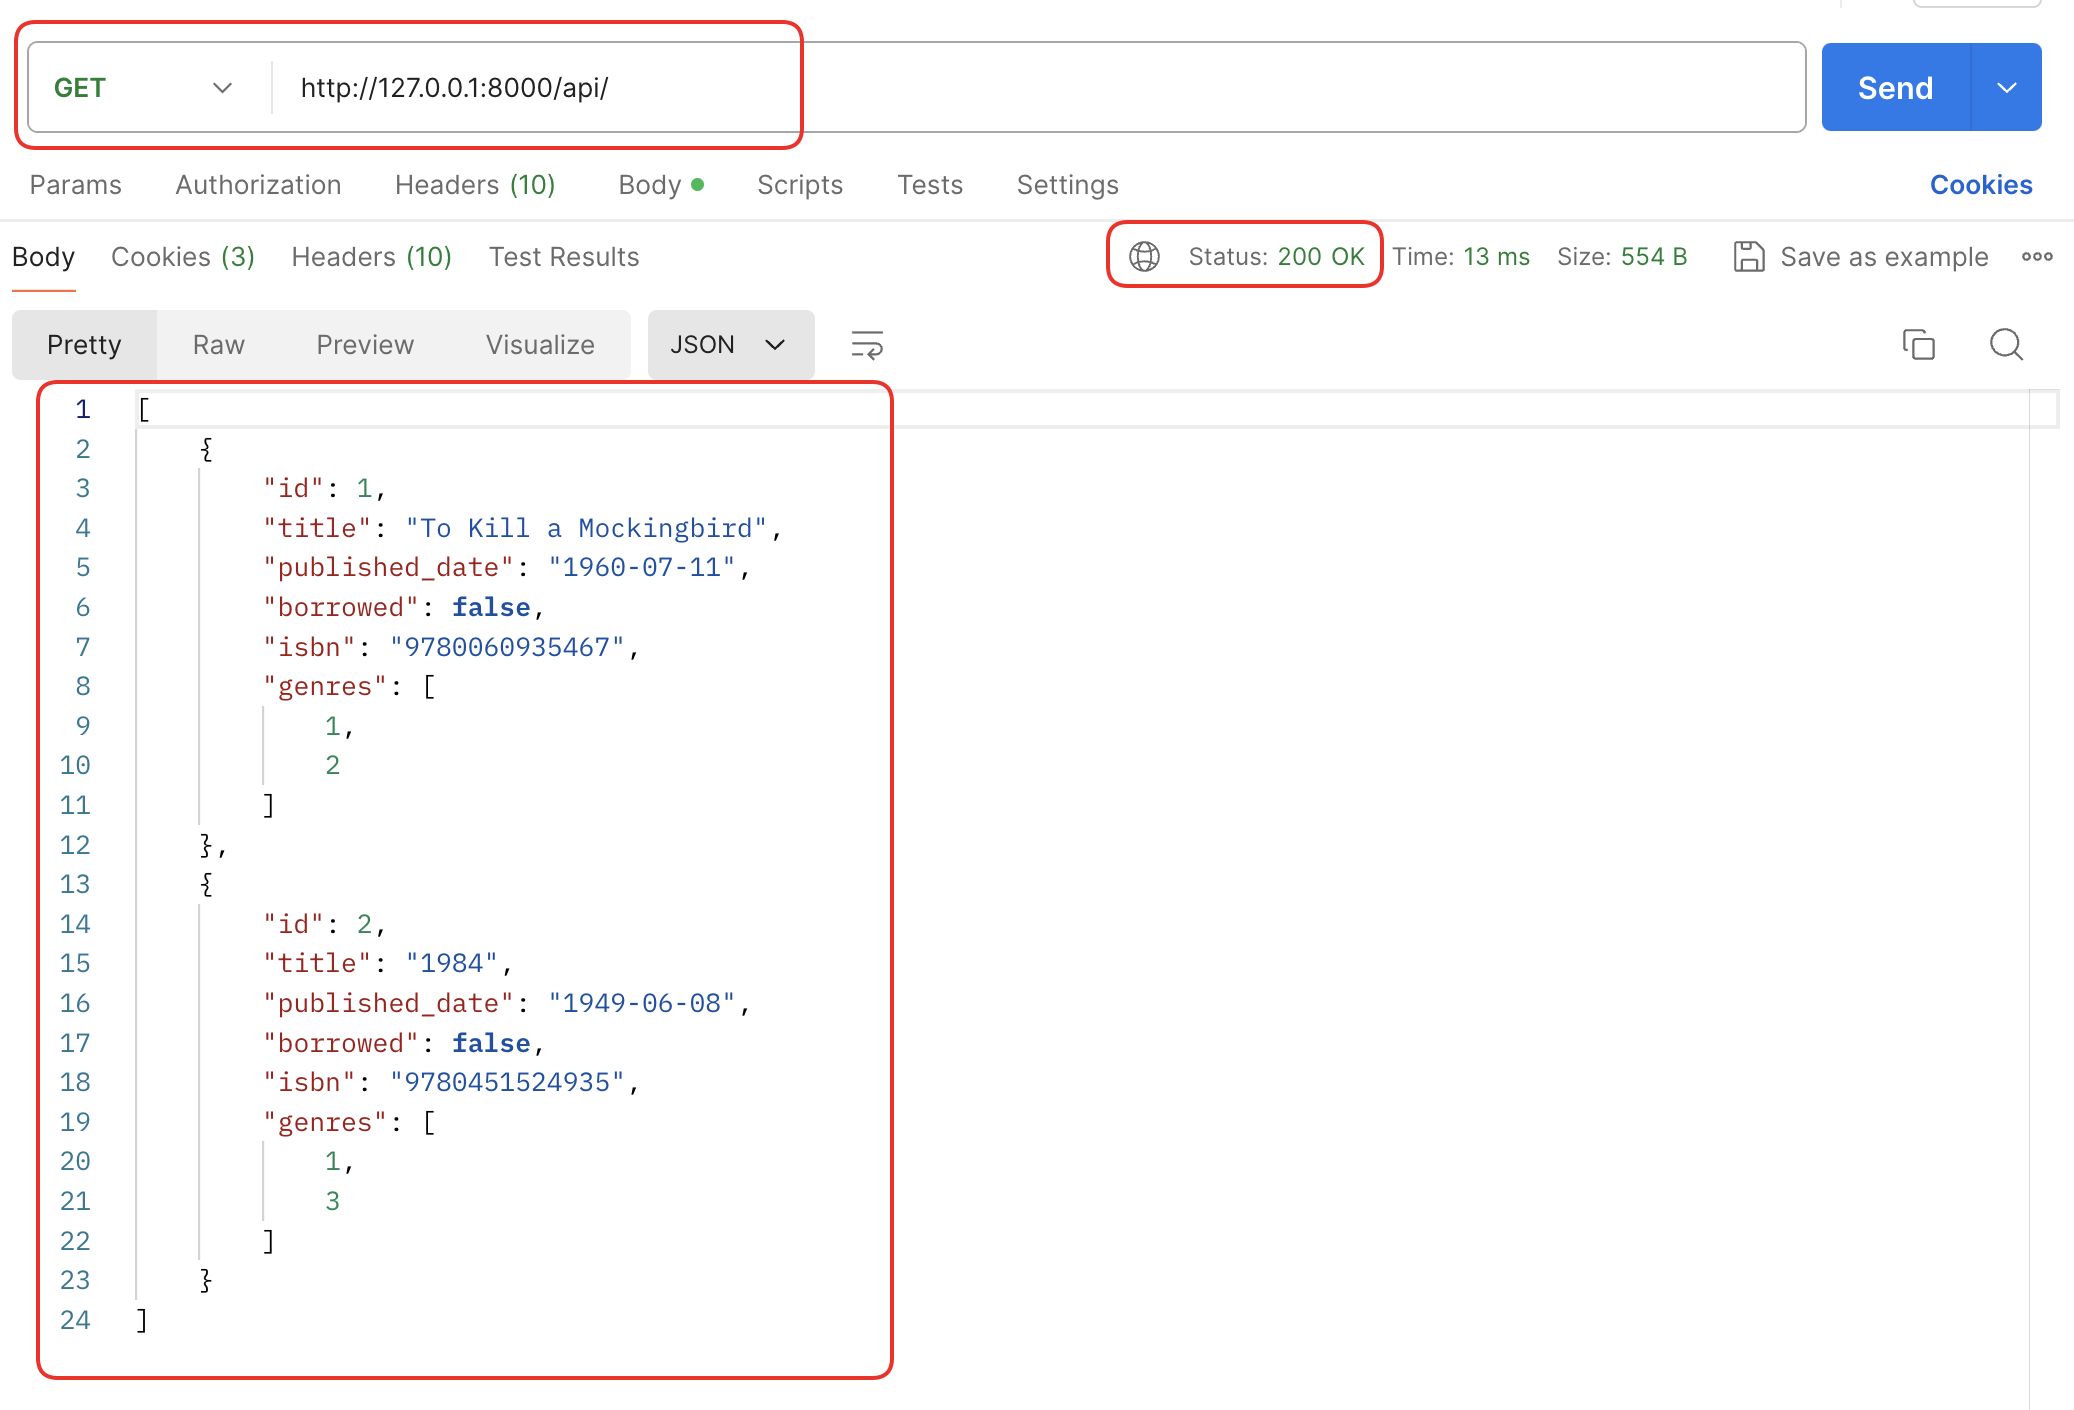 GET http://127.0.0.1:8000/api/ Send
Params Authorization Headers (10) Body Scripts Tests Settings Cookies
Body Cookies (3) Headers (10) Test Results Status: 200 OK Time: 13 ms Size: 554 B Save as example
Pretty Raw Preview Visualize JSON
1 [
2 {
3 "id": 1,
4 "title": "To Kill a Mockingbird",
5 "published_date": "1960-07-11",
6 "borrowed": false,
7 "isbn": "9780060935467",
8 "genres": [
9 1,
10 2
11 ]
12 },
13 {
14 "id": 2,
15 "title": "1984",
16 "published_date": "1949-06-08",
17 "borrowed": false,
18 "isbn": "9780451524935",
19 "genres": [
20 1,
21 3
22 ]
23 }
24 ]